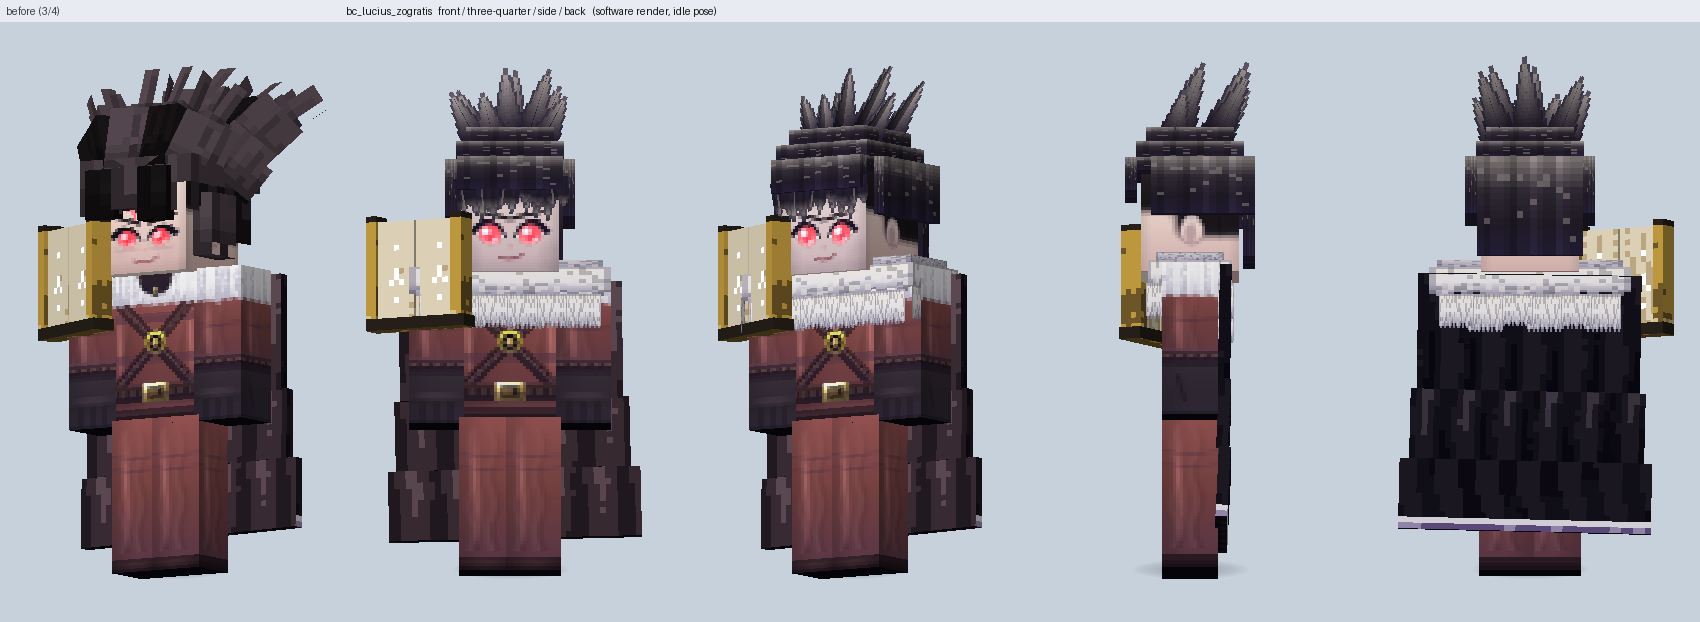 before (3/4)
bc_lucius_zogratis front / three-quarter / side / back (software render, idle pose)